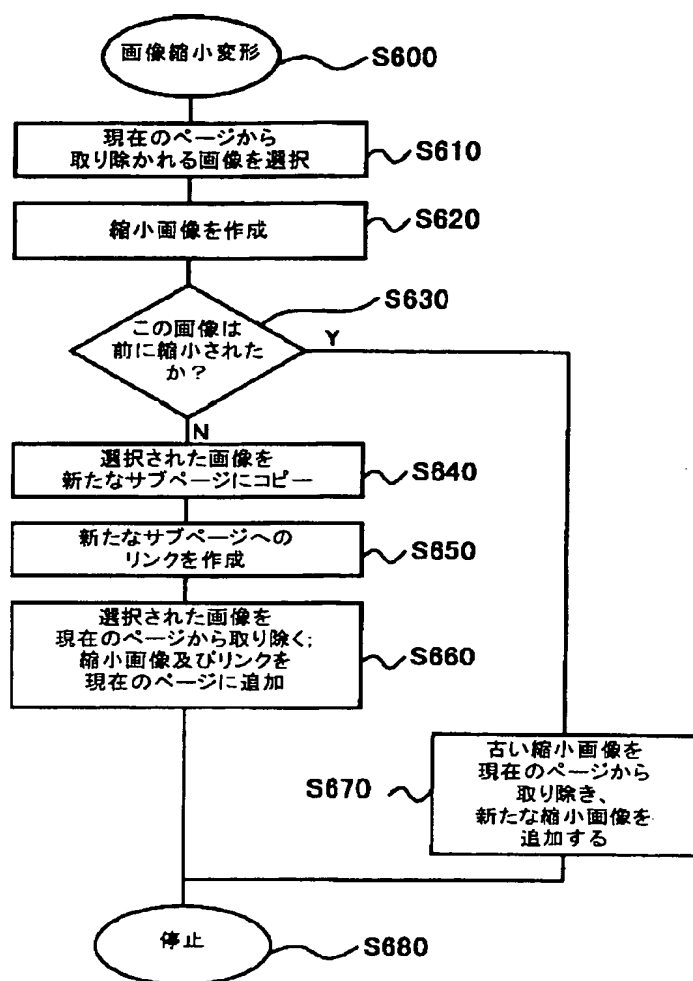 画像縮小変形
S600
現在のページから
取り除かれる画像を選択
S610
縮小画像を作成
S620
S630
この画像は
前に縮小された
か？
Y
N
選択された画像を
新たなサブページにコピー
S640
新たなサブページへの
リンクを作成
S650
選択された画像を
現在のページから取り除く;
縮小画像及びリンクを
現在のページに追加
S660
古い縮小画像を
現在のページから
取り除き、
新たな縮小画像を
追加する
S670
停止
S680